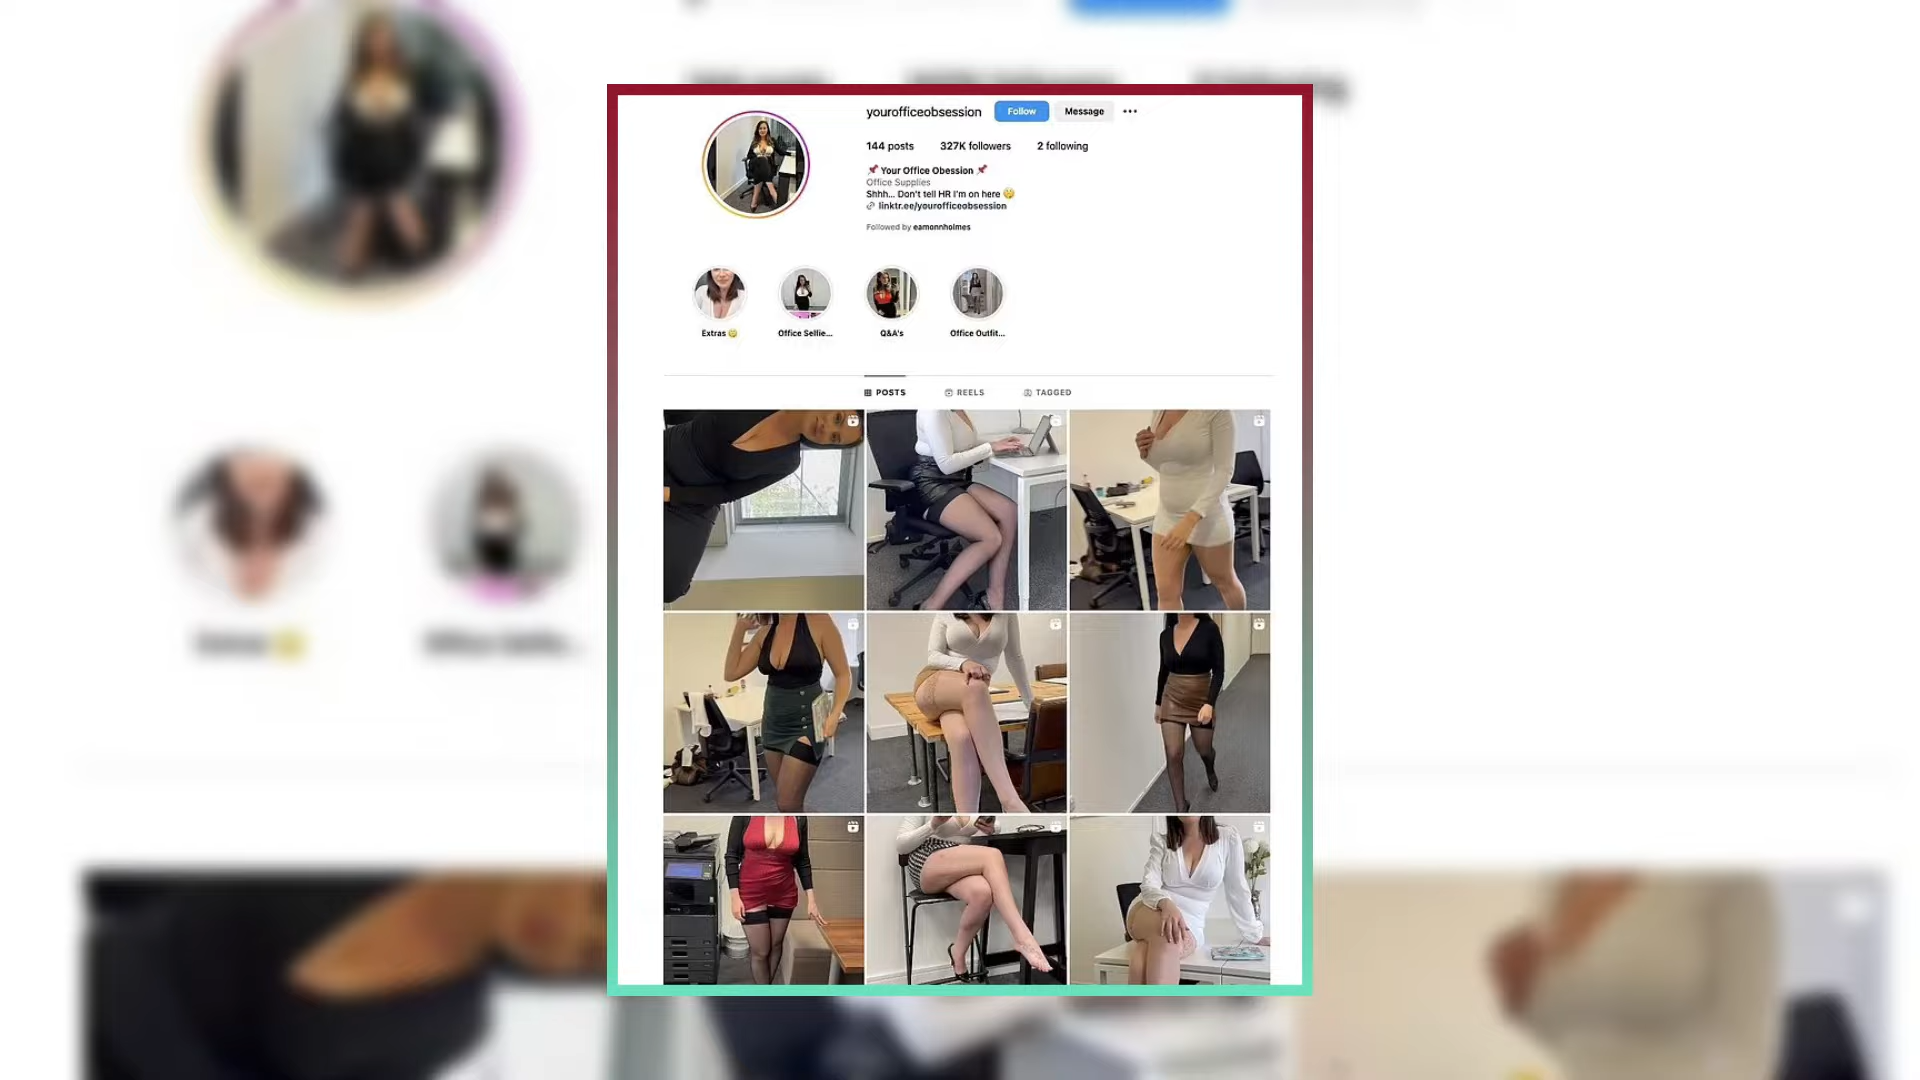 yourofficeobsession Follow Message
144 posts 327K followers 2 following
📌 Your Office Obession 📌
Office Supplies
Shhh... Don't tell HR I'm on here 🤫
linktr.ee/yourofficeobsession
Followed by eamonnholmes
Extras 🤫 Office Selfie... Q&A's Office Outfit...
POSTS REELS TAGGED